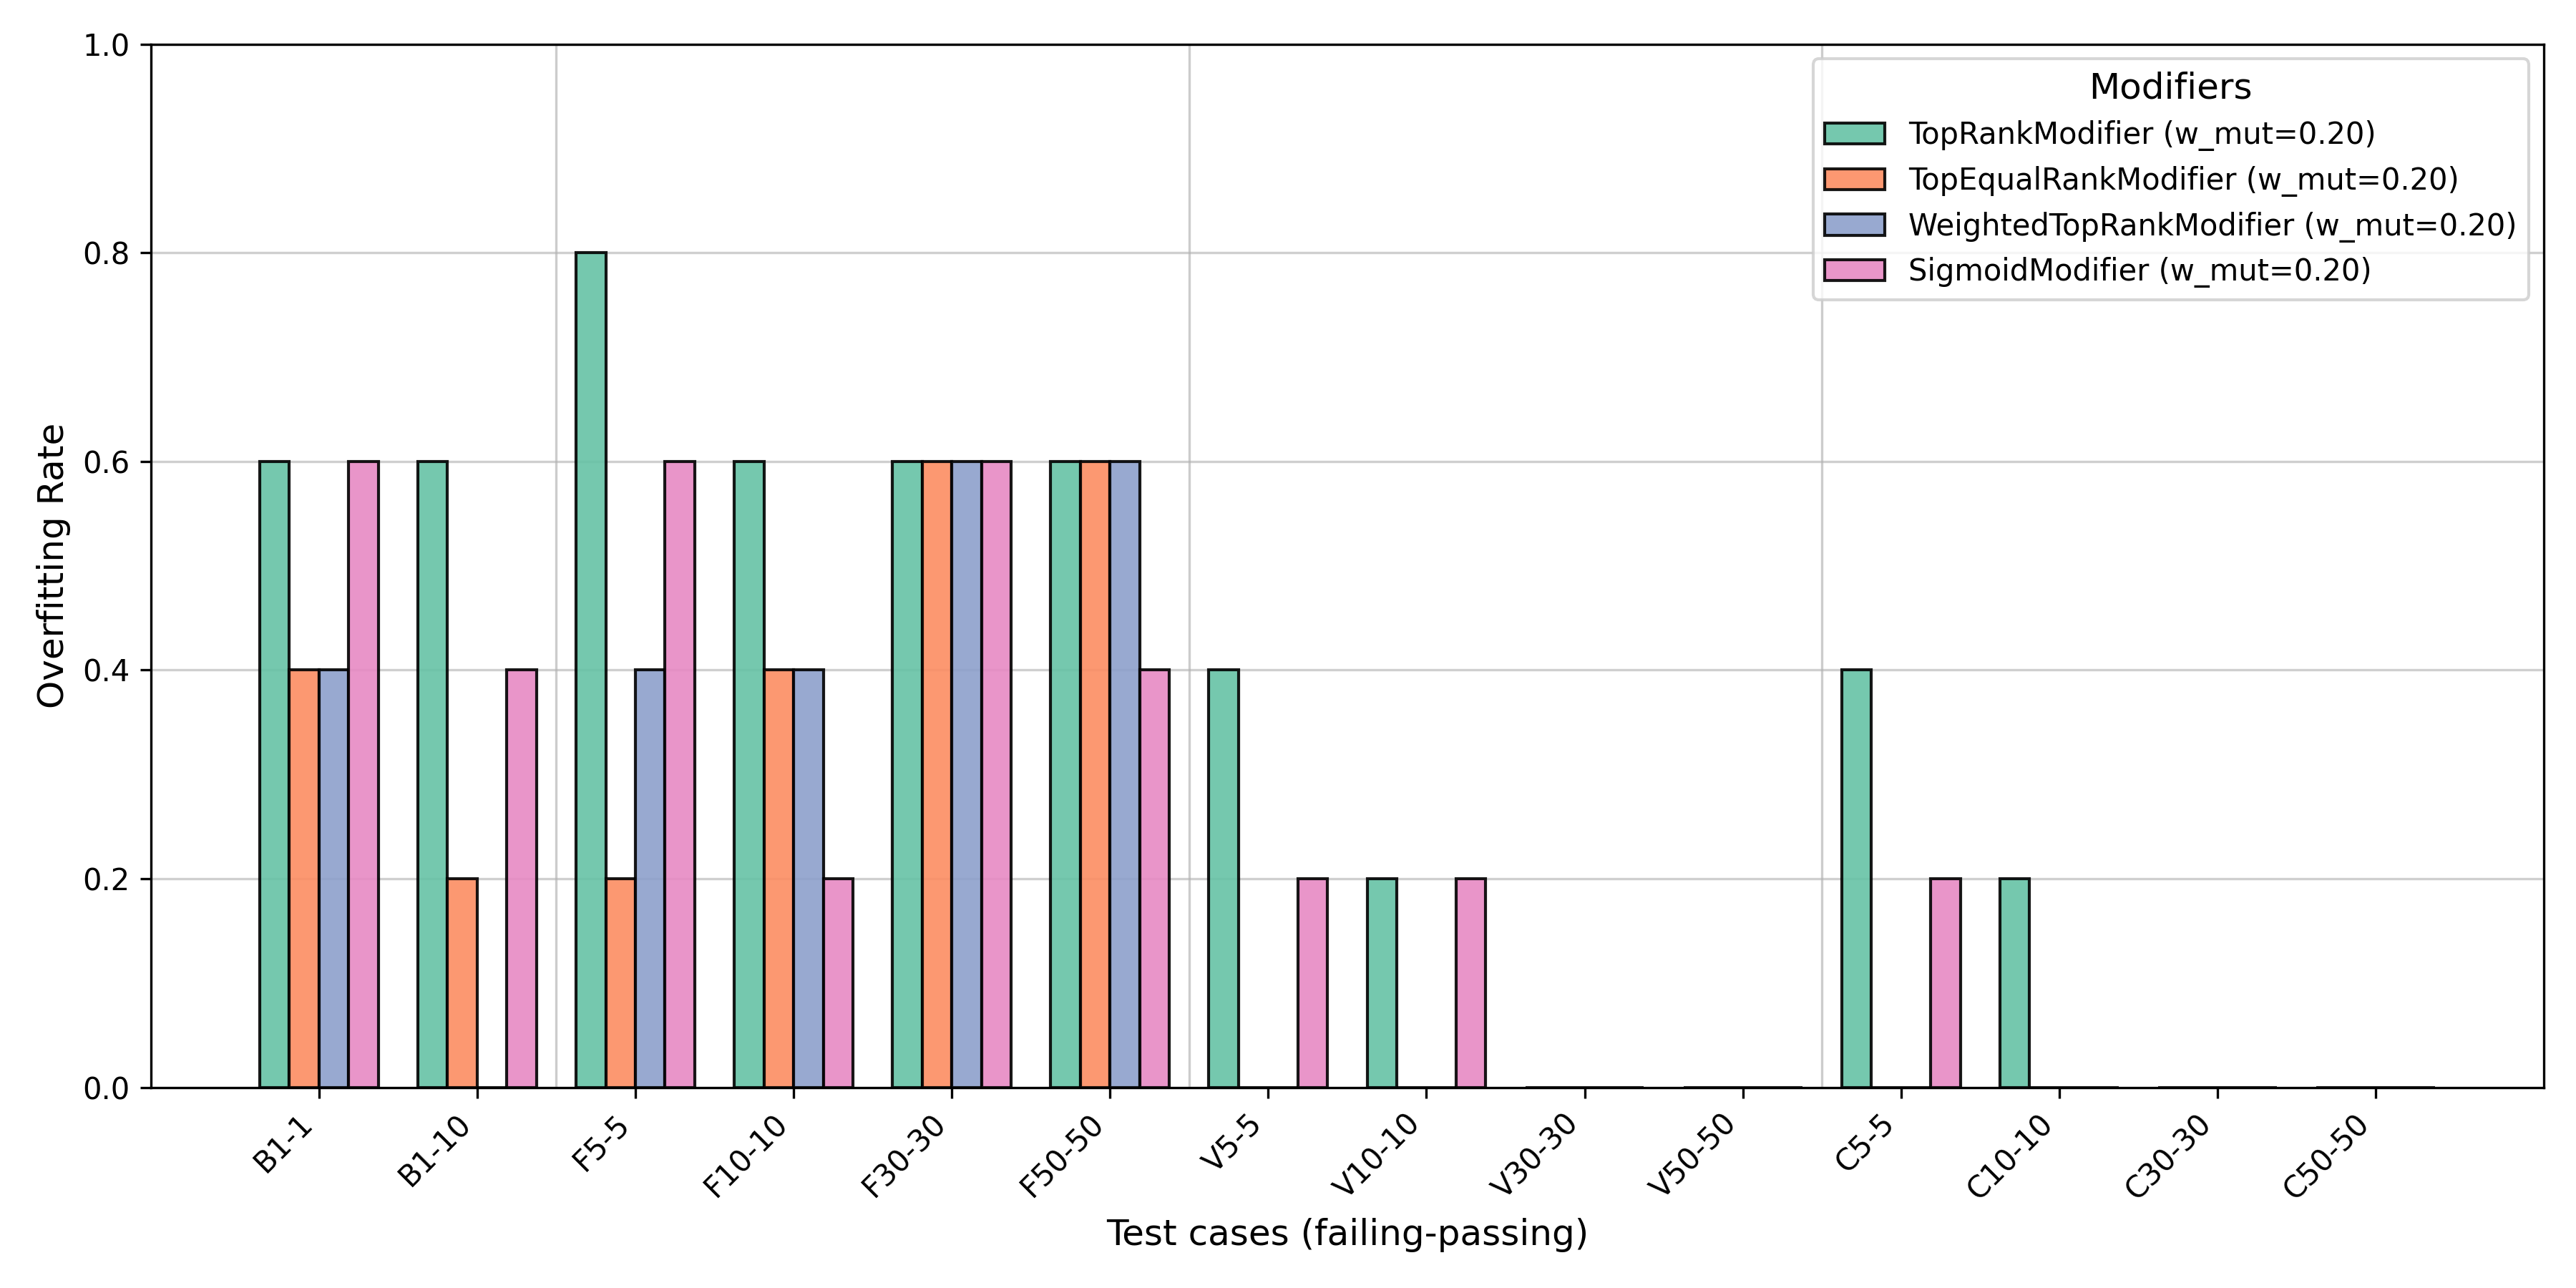 Modifiers
TopRankModifier (w_mut=0.20)
TopEqualRankModifier (w_mut=0.20)
WeightedTopRankModifier (w_mut=0.20)
SigmoidModifier (w_mut=0.20)
Overfitting Rate
1.0
0.8
0.6
0.4
0.2
0.0
B1-1
B1-10
F5-5
F10-10
F30-30
F50-50
V5-5
V10-10
V30-30
V50-50
C5-5
C10-10
C30-30
C50-50
Test cases (failing-passing)